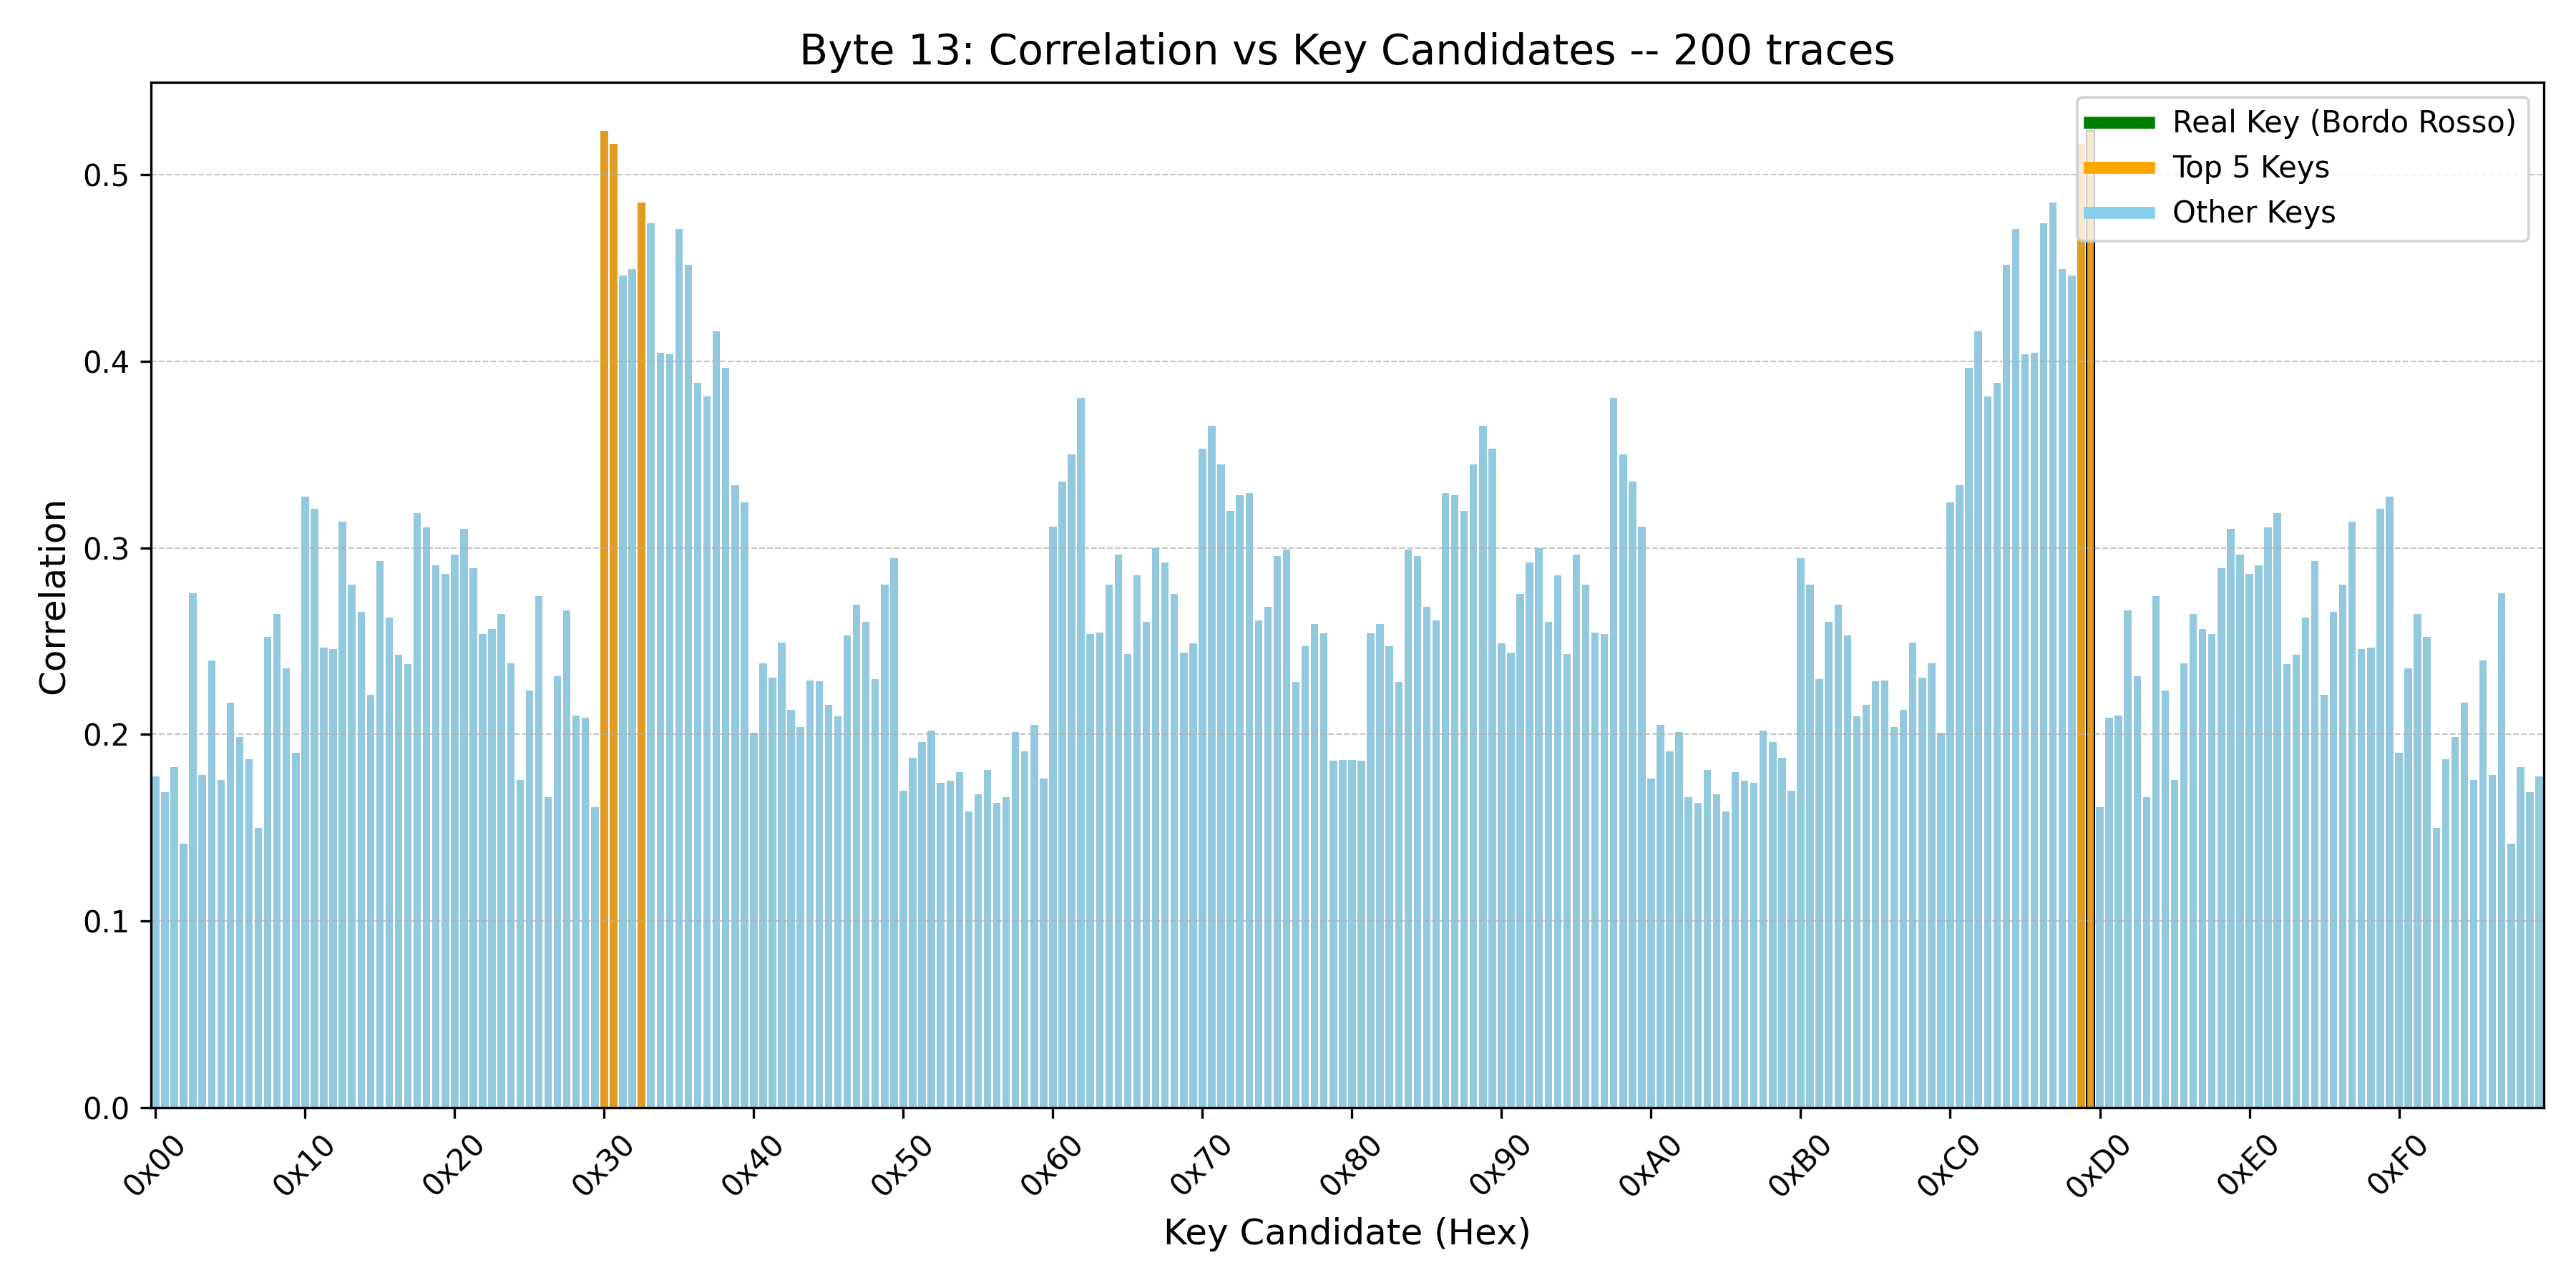 Byte 13: Correlation vs Key Candidates -- 200 traces
Real Key (Bordo Rosso)
Top 5 Keys
Other Keys
Correlation
0.5
0.4
0.3
0.2
0.1
0.0
0x00 0x10 0x20 0x30 0x40 0x50 0x60 0x70 0x80 0x90 0xA0 0xB0 0xC0 0xD0 0xE0 0xF0
Key Candidate (Hex)